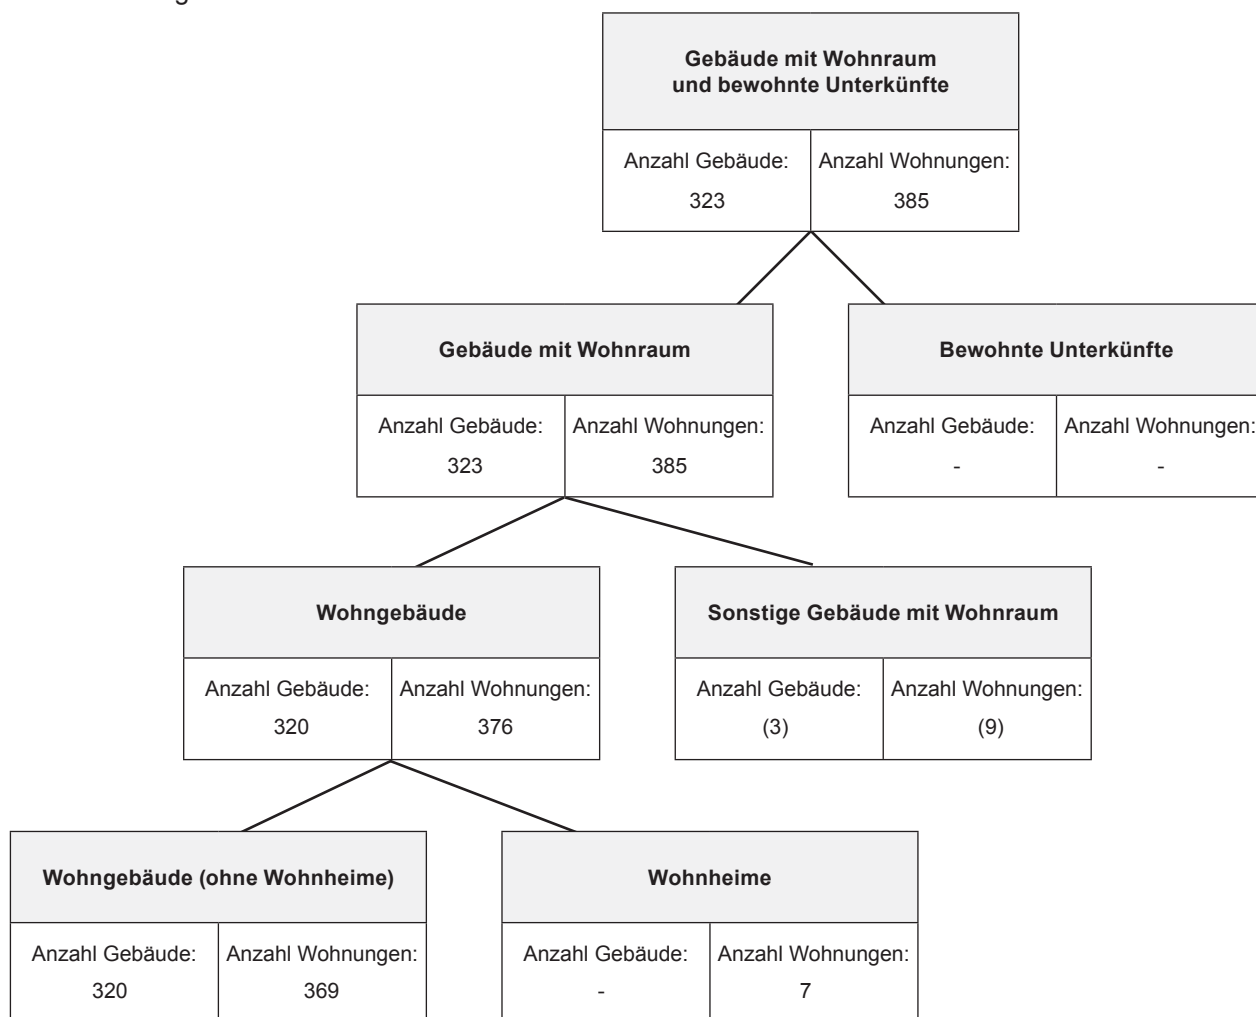 Gebäude mit Wohnraum
und bewohnte Unterkünfte
Anzahl Gebäude: Anzahl Wohnungen:
323 385
Gebäude mit Wohnraum
Anzahl Gebäude: Anzahl Wohnungen:
323 385
Bewohnte Unterkünfte
Anzahl Gebäude: Anzahl Wohnungen:
- -
Wohngebäude
Anzahl Gebäude: Anzahl Wohnungen:
320 376
Sonstige Gebäude mit Wohnraum
Anzahl Gebäude: Anzahl Wohnungen:
(3) (9)
Wohngebäude (ohne Wohnheime)
Anzahl Gebäude: Anzahl Wohnungen:
320 369
Wohnheime
Anzahl Gebäude: Anzahl Wohnungen:
- 7